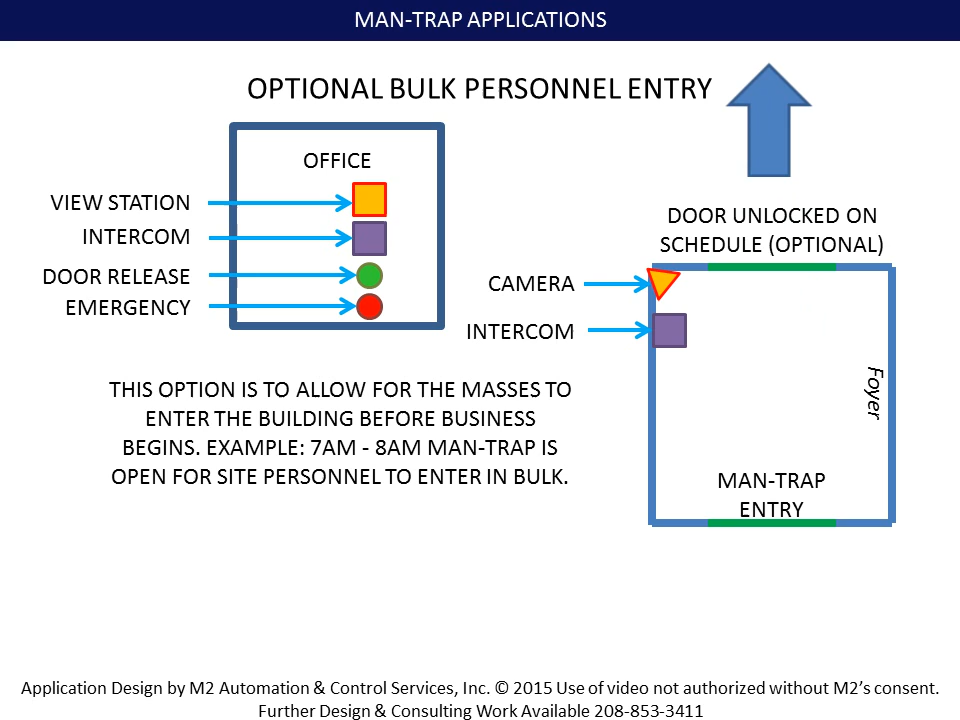 MAN-TRAP APPLICATIONS
OPTIONAL BULK PERSONNEL ENTRY
OFFICE
VIEW STATION
INTERCOM
DOOR RELEASE
EMERGENCY
DOOR UNLOCKED ON
SCHEDULE (OPTIONAL)
CAMERA
INTERCOM
Foyer
THIS OPTION IS TO ALLOW FOR THE MASSES TO
ENTER THE BUILDING BEFORE BUSINESS
BEGINS. EXAMPLE: 7AM - 8AM MAN-TRAP IS
OPEN FOR SITE PERSONNEL TO ENTER IN BULK.
MAN-TRAP
ENTRY
Application Design by M2 Automation & Control Services, Inc. © 2015 Use of video not authorized without M2’s consent.
Further Design & Consulting Work Available 208-853-3411